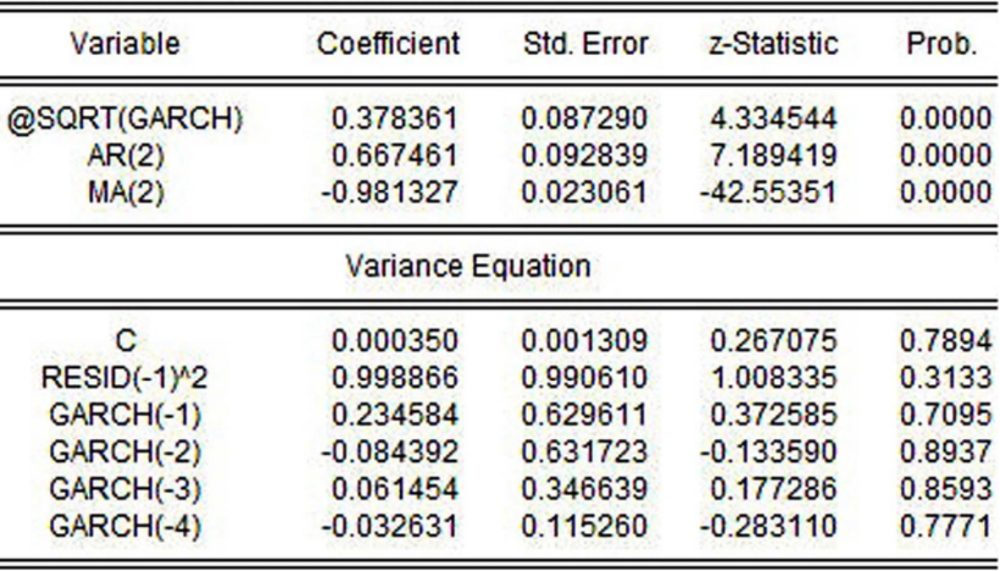 Variable Coefficient Std. Error z-Statistic Prob.
@SQRT(GARCH) 0.378361 0.087290 4.334544 0.0000
AR(2) 0.667461 0.092839 7.189419 0.0000
MA(2) -0.981327 0.023061 -42.55351 0.0000
Variance Equation
C 0.000350 0.001309 0.267075 0.7894
RESID(-1)^2 0.998866 0.990610 1.008335 0.3133
GARCH(-1) 0.234584 0.629611 0.372585 0.7095
GARCH(-2) -0.084392 0.631723 -0.133590 0.8937
GARCH(-3) 0.061454 0.346639 0.177286 0.8593
GARCH(-4) -0.032631 0.115260 -0.283110 0.7771